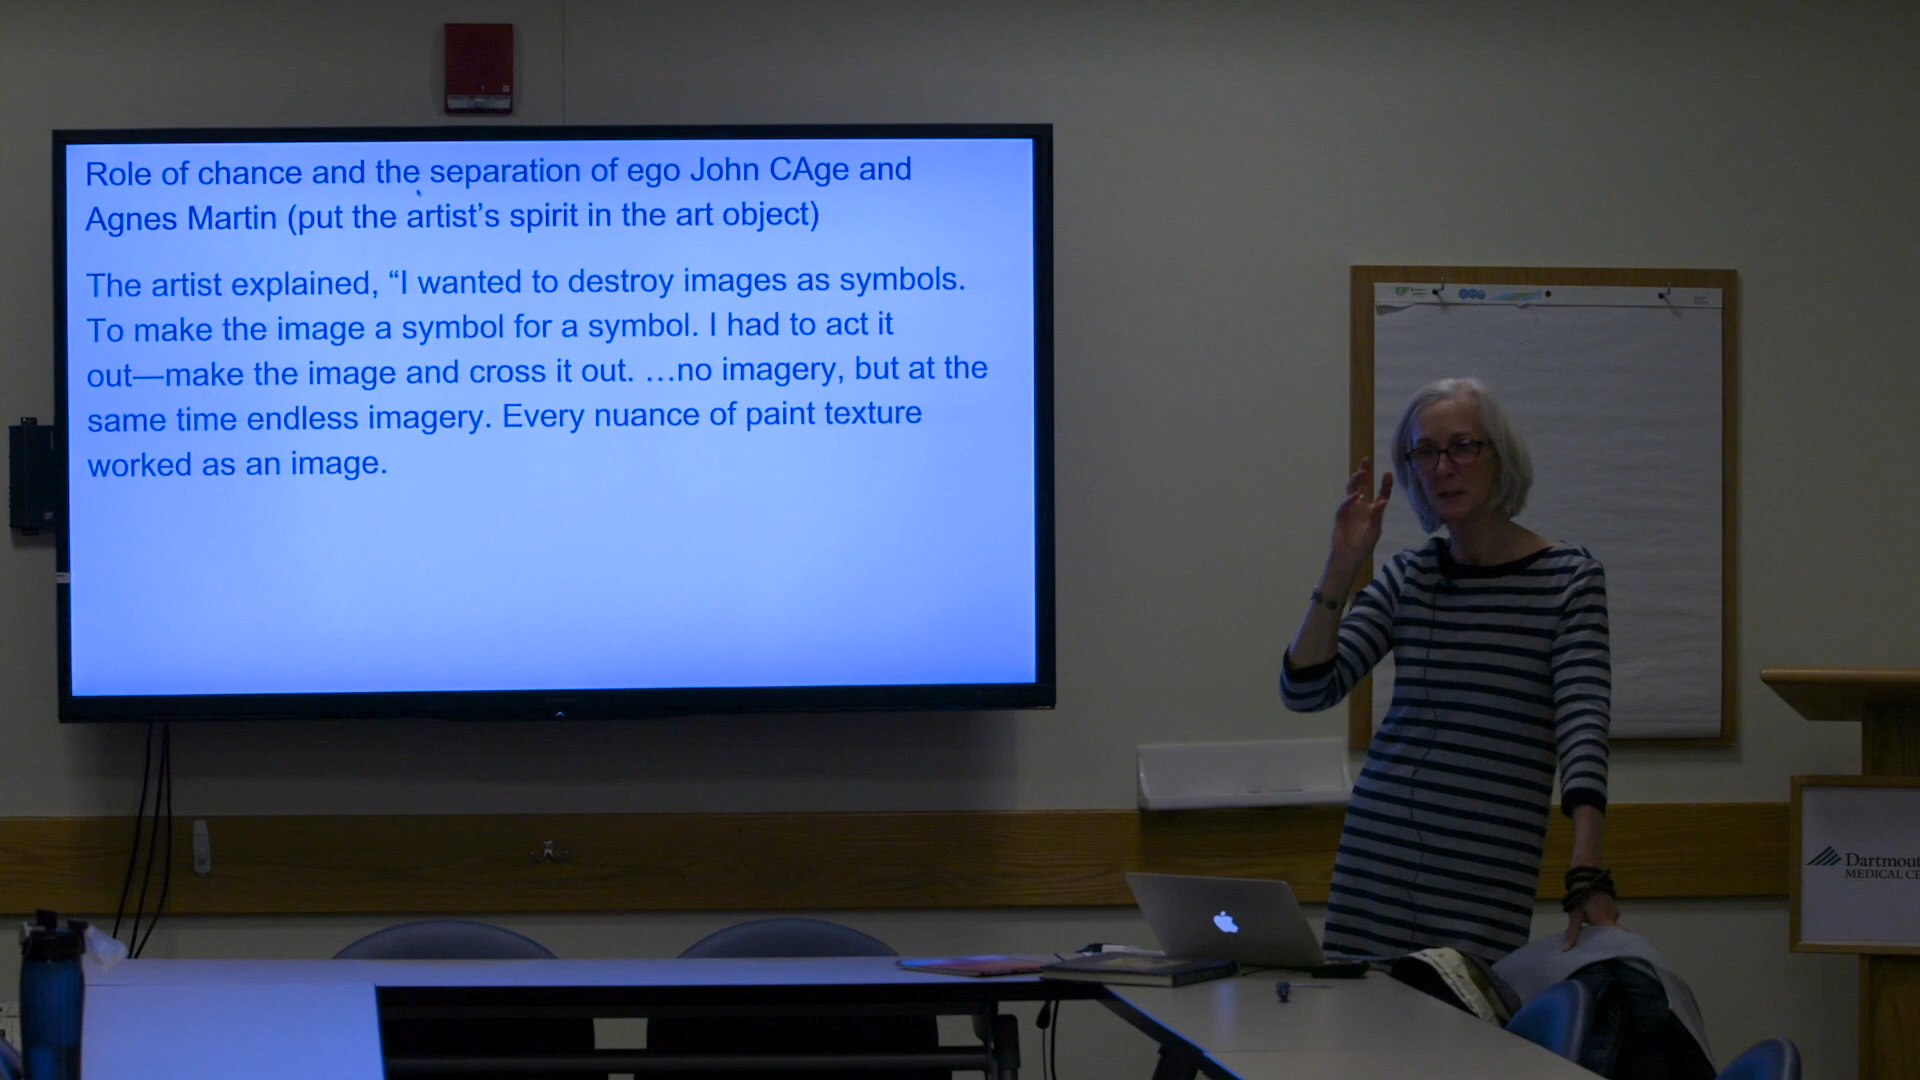 Role of chance and the separation of ego John CAge and
Agnes Martin (put the artist’s spirit in the art object)
The artist explained, “I wanted to destroy images as symbols.
To make the image a symbol for a symbol. I had to act it
out—make the image and cross it out. …no imagery, but at the
same time endless imagery. Every nuance of paint texture
worked as an image.
Dartmout
MEDICAL CE